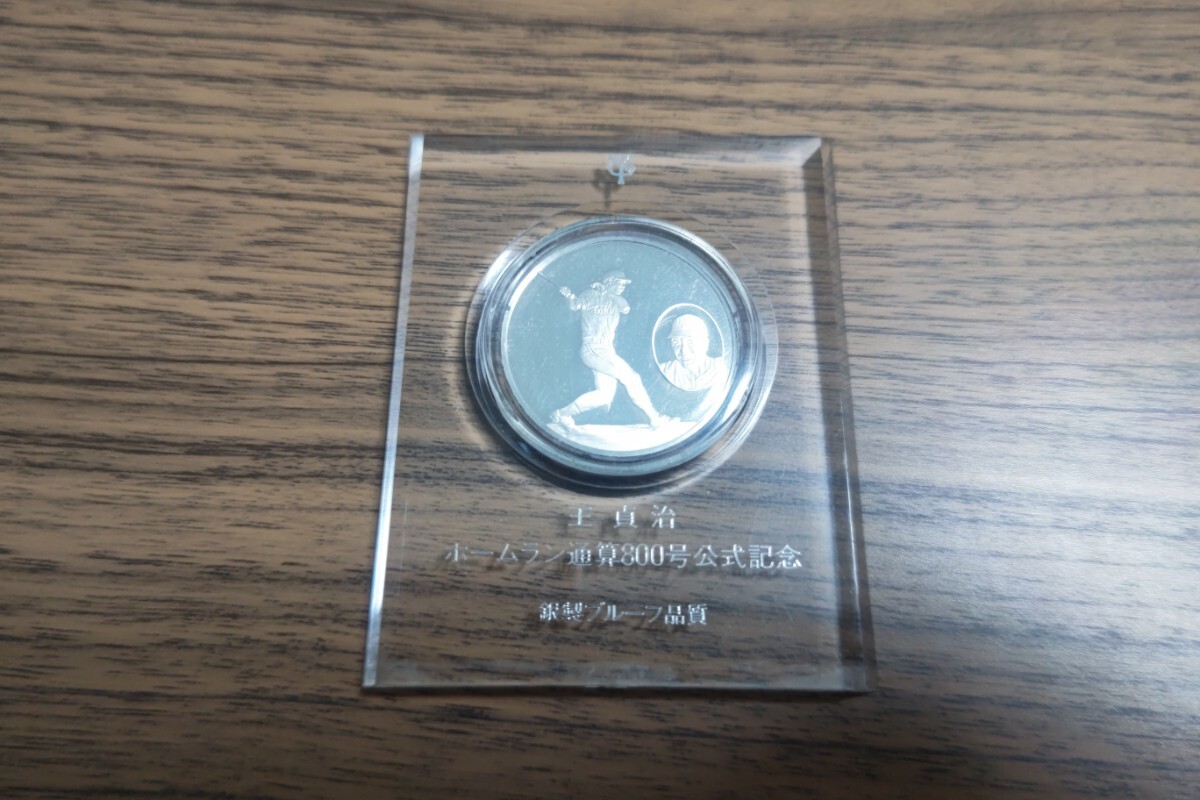 王 貞 治
ホームラン通算800号公式記念
銀製プルーフ品質